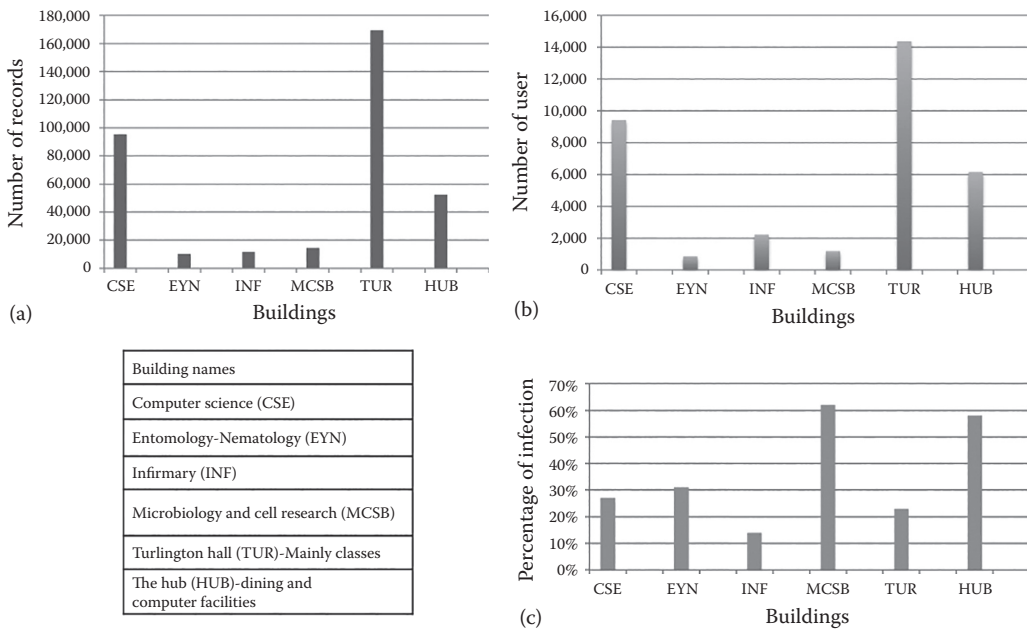 180,000
160,000
140,000
120,000
100,000
80,000
60,000
40,000
20,000
0
Number of records
CSE EYN INF MCSB TUR HUB
Buildings
(a)
16,000
14,000
12,000
10,000
8,000
6,000
4,000
2,000
0
Number of user
CSE EYN INF MCSB TUR HUB
Buildings
(b)
Building names
Computer science (CSE)
Entomology-Nematology (EYN)
Infirmary (INF)
Microbiology and cell research (MCSB)
Turlington hall (TUR)-Mainly classes
The hub (HUB)-dining and
computer facilities
70%
60%
50%
40%
30%
20%
10%
0%
Percentage of infection
CSE EYN INF MCSB TUR HUB
Buildings
(c)